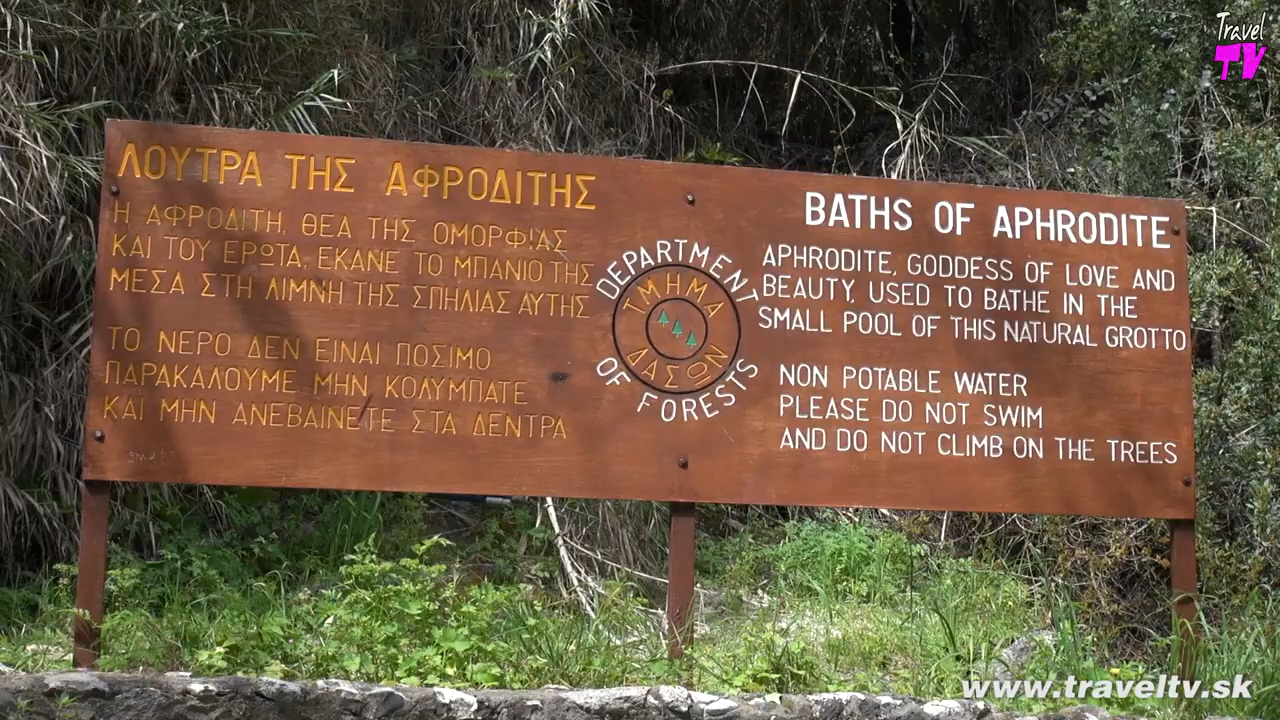 ΛΟΥΤΡΑ ΤΗΣ ΑΦΡΟΔΙΤΗΣ
Η ΑΦΡΟΔΙΤΗ, ΘΕΑ ΤΗΣ ΟΜΟΡΦΙΑΣ
ΚΑΙ ΤΟΥ ΕΡΩΤΑ, ΕΚΑΝΕ ΤΟ ΜΠΑΝΙΟ ΤΗΣ
ΜΕΣΑ ΣΤΗ ΛΙΜΝΗ ΤΗΣ ΣΠΗΛΙΑΣ ΑΥΤΗΣ
ΤΟ ΝΕΡΟ ΔΕΝ ΕΙΝΑΙ ΠΟΣΙΜΟ
ΠΑΡΑΚΑΛΟΥΜΕ ΜΗΝ ΚΟΛΥΜΠΑΤΕ
ΚΑΙ ΜΗΝ ΑΝΕΒΑΙΝΕΤΕ ΣΤΑ ΔΕΝΤΡΑ
DEPARTMENT
OF FORESTS
ΤΜΗΜΑ
ΔΑΣΩΝ
BATHS OF APHRODITE
APHRODITE, GODDESS OF LOVE AND
BEAUTY, USED TO BATHE IN THE
SMALL POOL OF THIS NATURAL GROTTO
NON POTABLE WATER
PLEASE DO NOT SWIM
AND DO NOT CLIMB ON THE TREES
Travel
TV
www.traveltv.sk